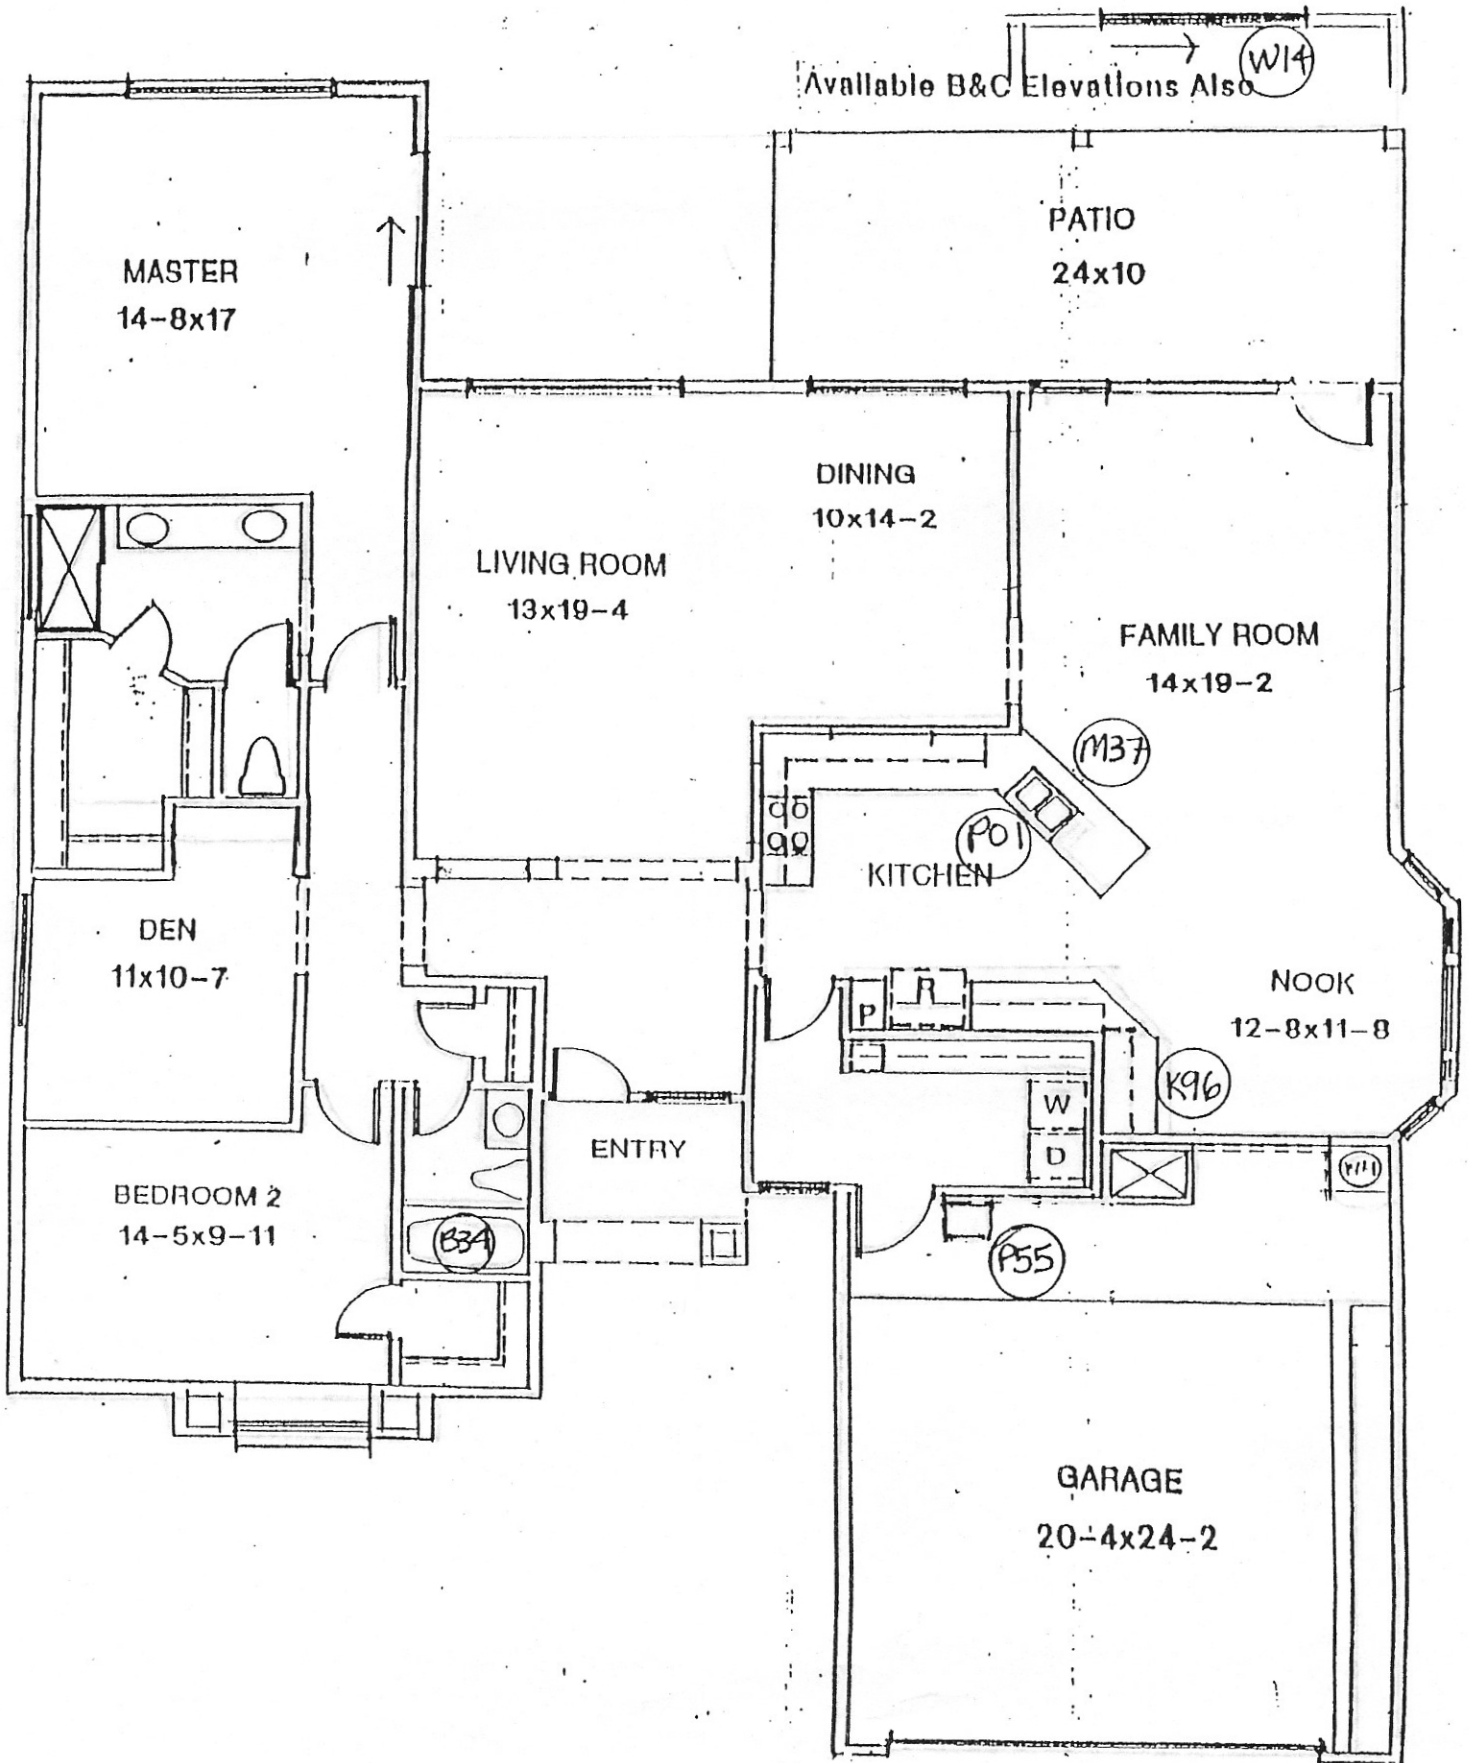 W14
Available B&C Elevations Also
PATIO
24x10
MASTER
14-8x17
DINING
10x14-2
LIVING ROOM
13x19-4
FAMILY ROOM
14x19-2
M37
P01
KITCHEN
DEN
11x10-7
NOOK
12-8x11-8
P
R
K96
W
D
ENTRY
BEDROOM 2
14-5x9-11
B34
P55
GARAGE
20-4x24-2